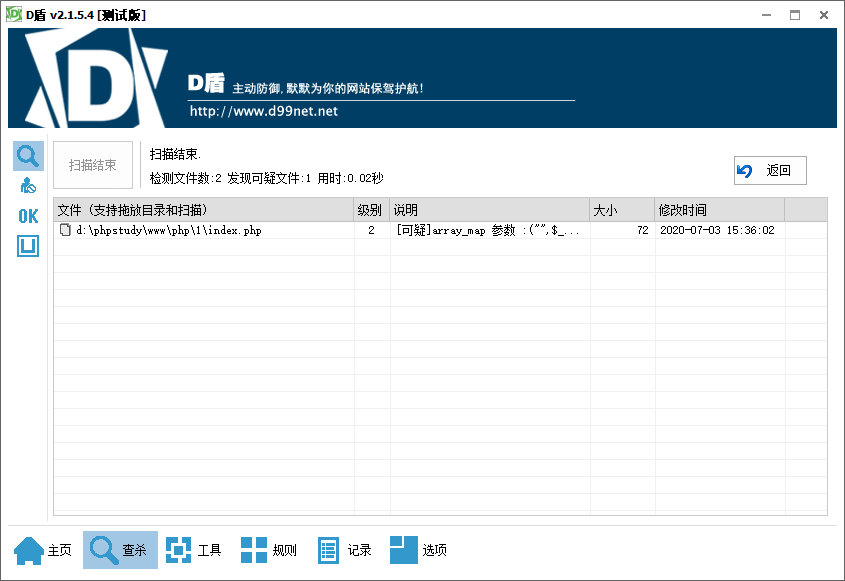 D盾 v2.1.5.4 [测试版]
D盾 主动防御,默默为你的网站保驾护航!
http://www.d99net.net
扫描结束
扫描结束.
检测文件数:2 发现可疑文件:1 用时:0.02秒
返回
文件（支持拖放目录和扫描） 级别 说明 大小 修改时间
d:\phpstudy\www\php\1\index.php 2 [可疑]array_map 参数 :("",$_... 72 2020-07-03 15:36:02
OK
主页 查杀 工具 规则 记录 选项